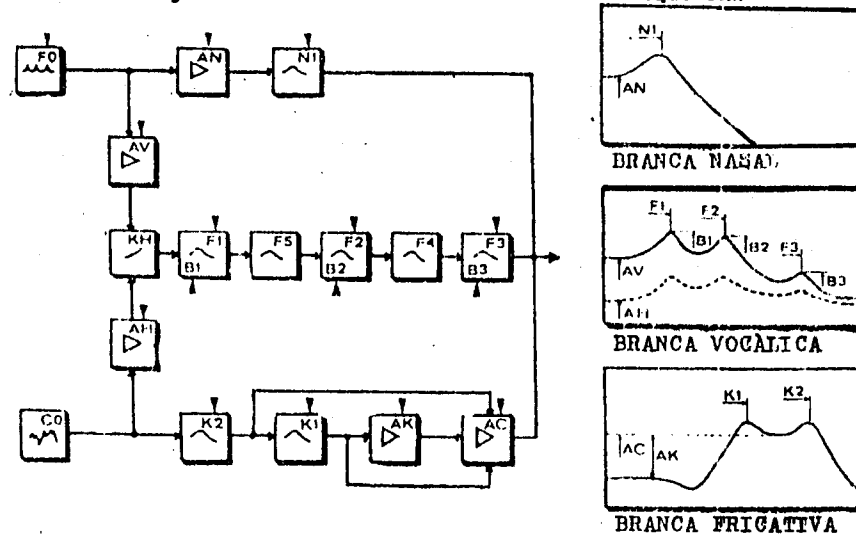 F0
AN
N1
AV
KH
F1
B1
F5
F2
B2
F4
F3
B3
AH
C0
K2
K1
AK
AC
N1
AN
BRANCA NASAL
F1
F2
B1
B2
F3
AV
B3
AH
BRANCA VOCÀLICA
K1
K2
AC
AK
BRANCA FRICATIVA